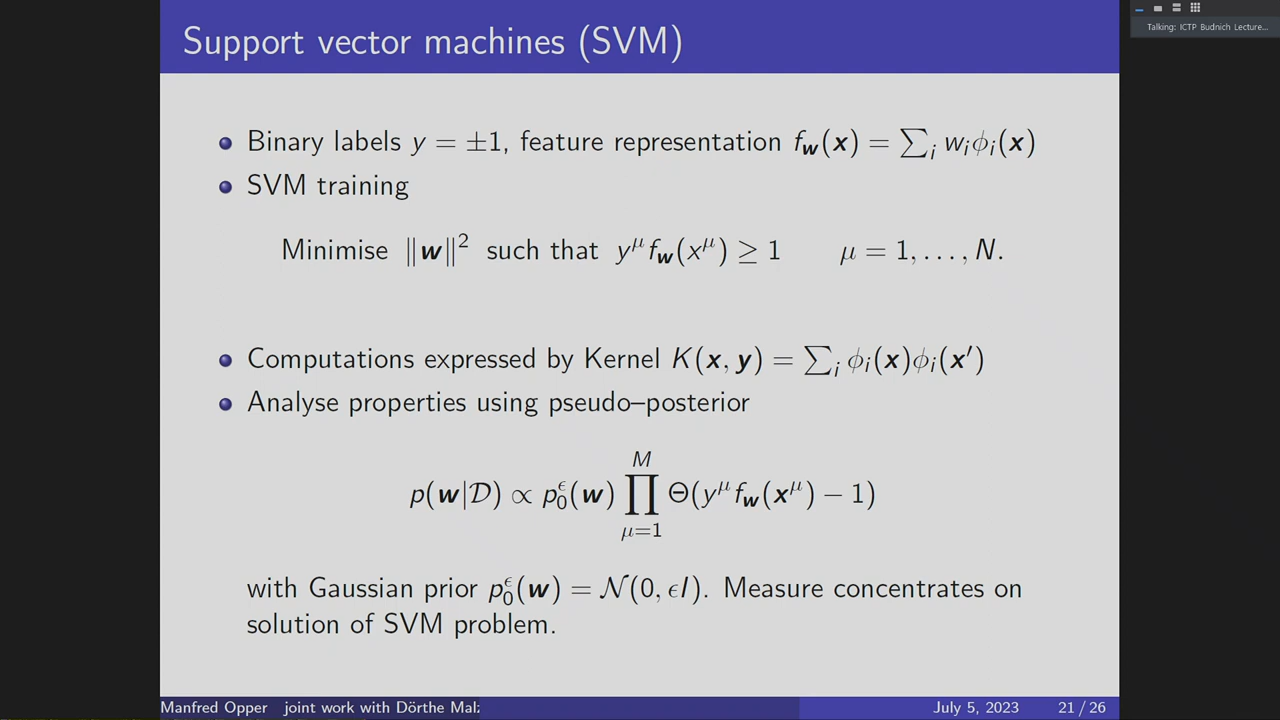 Talking: ICTP Budnich Lecture...
Support vector machines (SVM)
Binary labels y = ±1, feature representation f_w(x) = ∑_i w_iϕ_i(x)
SVM training
Minimise ‖w‖² such that y^μ f_w(x^μ) ≥ 1 μ = 1, . . . , N.
Computations expressed by Kernel K(x, y) = ∑_i ϕ_i(x)ϕ_i(x′)
Analyse properties using pseudo–posterior
p(w|𝒟) ∝ p_0^ϵ(w) ∏_{μ=1}^{M} Θ(y^μ f_w(x^μ) − 1)
with Gaussian prior p_0^ϵ(w) = 𝒩(0, ϵI). Measure concentrates on
solution of SVM problem.
Manfred Opper joint work with Dörthe Malz
July 5, 2023 21 / 26